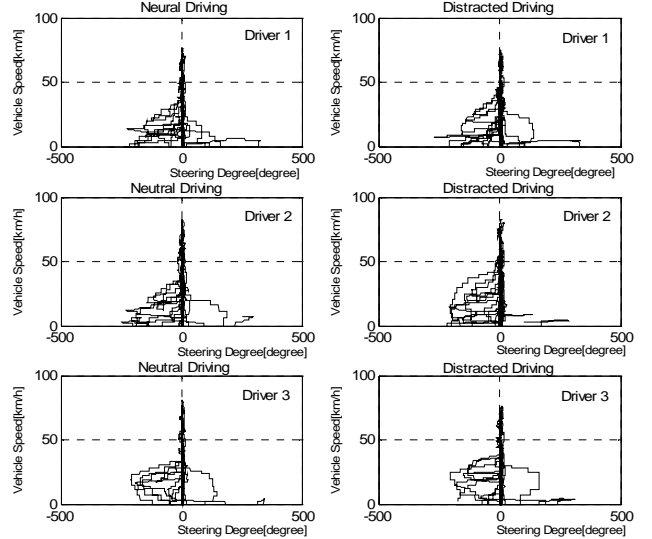 Neural Driving
Distracted Driving
100
50
0
Vehicle Speed[km/h]
Driver 1
-500 0 500
Steering Degree[degree]
100
50
0
Vehicle Speed[km/h]
Driver 1
-500 0 500
Steering Degree[degree]
Neutral Driving
Distracted Driving
100
50
0
Vehicle Speed[km/h]
Driver 2
-500 0 500
Steering Degree[degree]
100
50
0
Vehicle Speed[km/h]
Driver 2
-500 0 500
Steering Degree[degree]
Neutral Driving
Distracted Driving
100
50
0
Vehicle Speed[km/h]
Driver 3
-500 0 500
Steering Degree[degree]
100
50
0
Vehicle Speed[km/h]
Driver 3
-500 0 500
Steering Degree[degree]